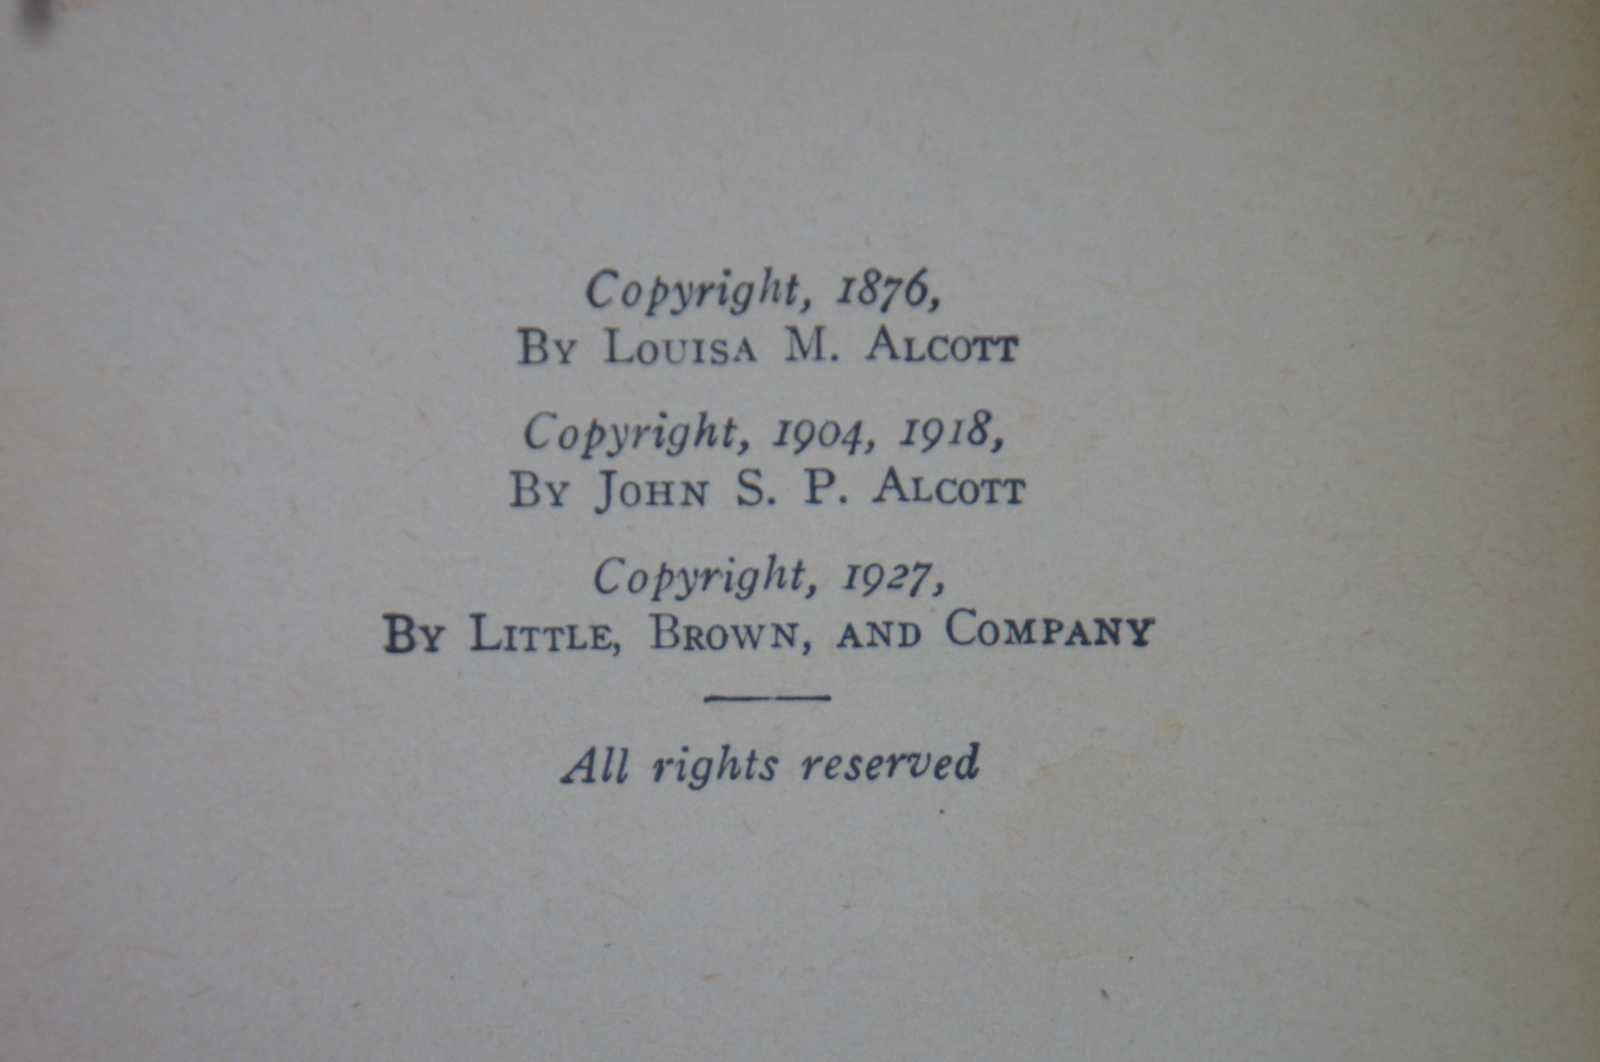 Copyright, 1876,
By Louisa M. Alcott
Copyright, 1904, 1918,
By John S. P. Alcott
Copyright, 1927,
By Little, Brown, and Company
All rights reserved